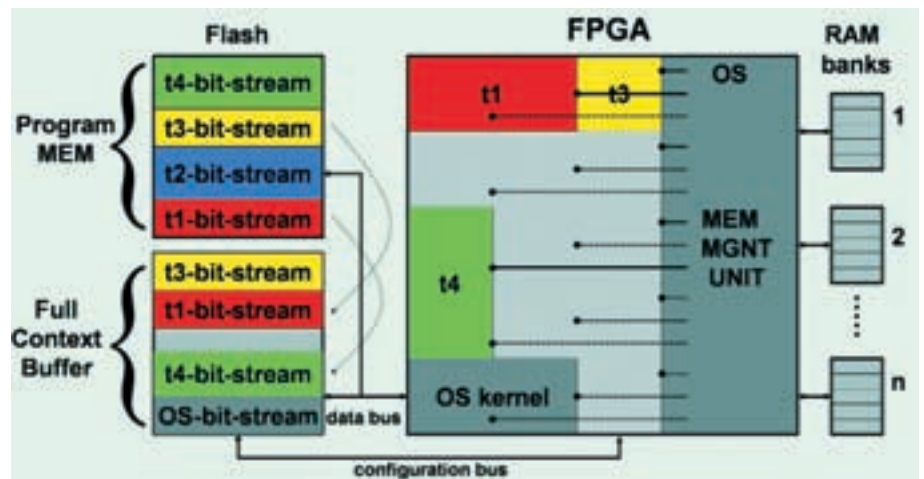 Flash
FPGA
RAM
banks
Program
MEM
t4-bit-stream
t3-bit-stream
t2-bit-stream
t1-bit-stream
Full
Context
Buffer
t3-bit-stream
t1-bit-stream
t4-bit-stream
OS-bit-stream
t1
t3
OS
t4
MEM
MGNT
UNIT
OS kernel
1
2
n
data bus
configuration bus